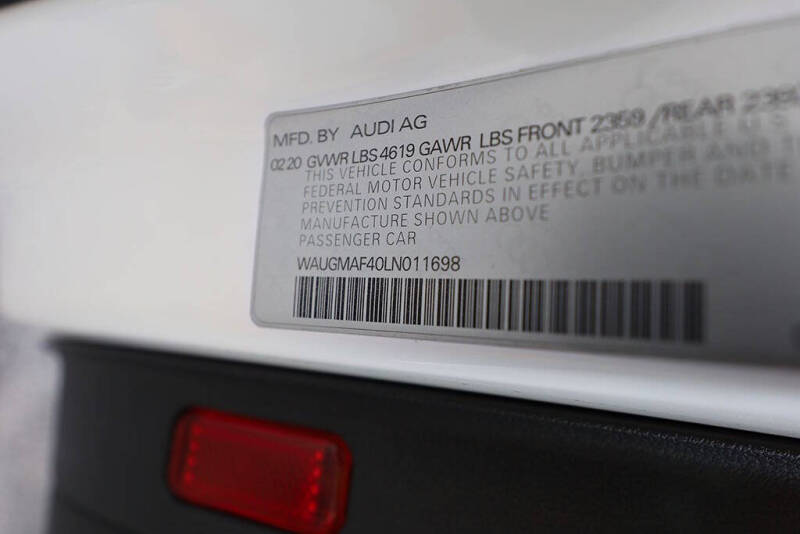 MFD. BY AUDI AG
02 20 GVWR LBS 4619 GAWR LBS FRONT 2359 /REAR
THIS VEHICLE CONFORMS TO ALL APPLICABLE U.S.
FEDERAL MOTOR VEHICLE SAFETY, BUMPER AND
PREVENTION STANDARDS IN EFFECT ON THE DATE
MANUFACTURE SHOWN ABOVE
PASSENGER CAR
WAUGMAF40LN011698